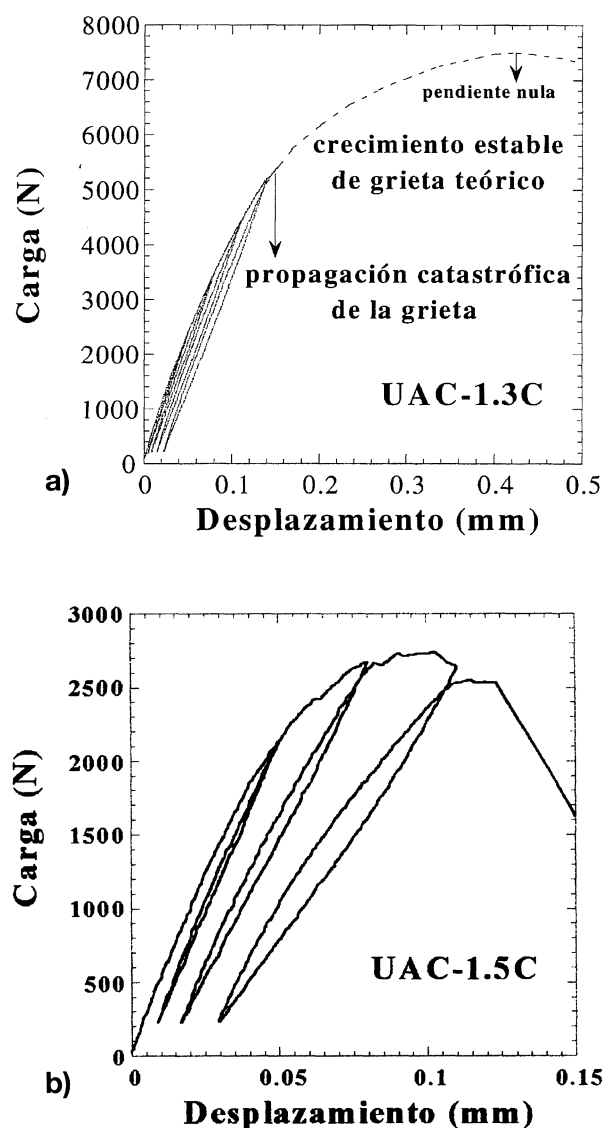 8000
7000
6000
5000
4000
3000
2000
1000
0
Carga (N)
pendiente nula
crecimiento estable
de grieta teórico
propagación catastrófica
de la grieta
UAC-1.3C
0 0.1 0.2 0.3 0.4 0.5
a)
Desplazamiento (mm)
3000
2500
2000
1500
1000
500
0
Carga (N)
UAC-1.5C
0 0.05 0.1 0.15
b)
Desplazamiento (mm)